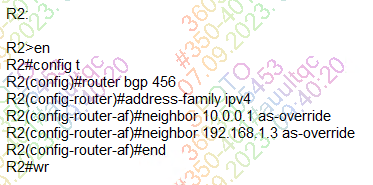 R2:
R2>en
R2#config t
R2(config)#router bgp 456
R2(config-router)#address-family ipv4
R2(config-router-af)#neighbor 10.0.0.1 as-override
R2(config-router-af)#neighbor 192.168.1.3 as-override
R2(config-router-af)#end
R2#wr